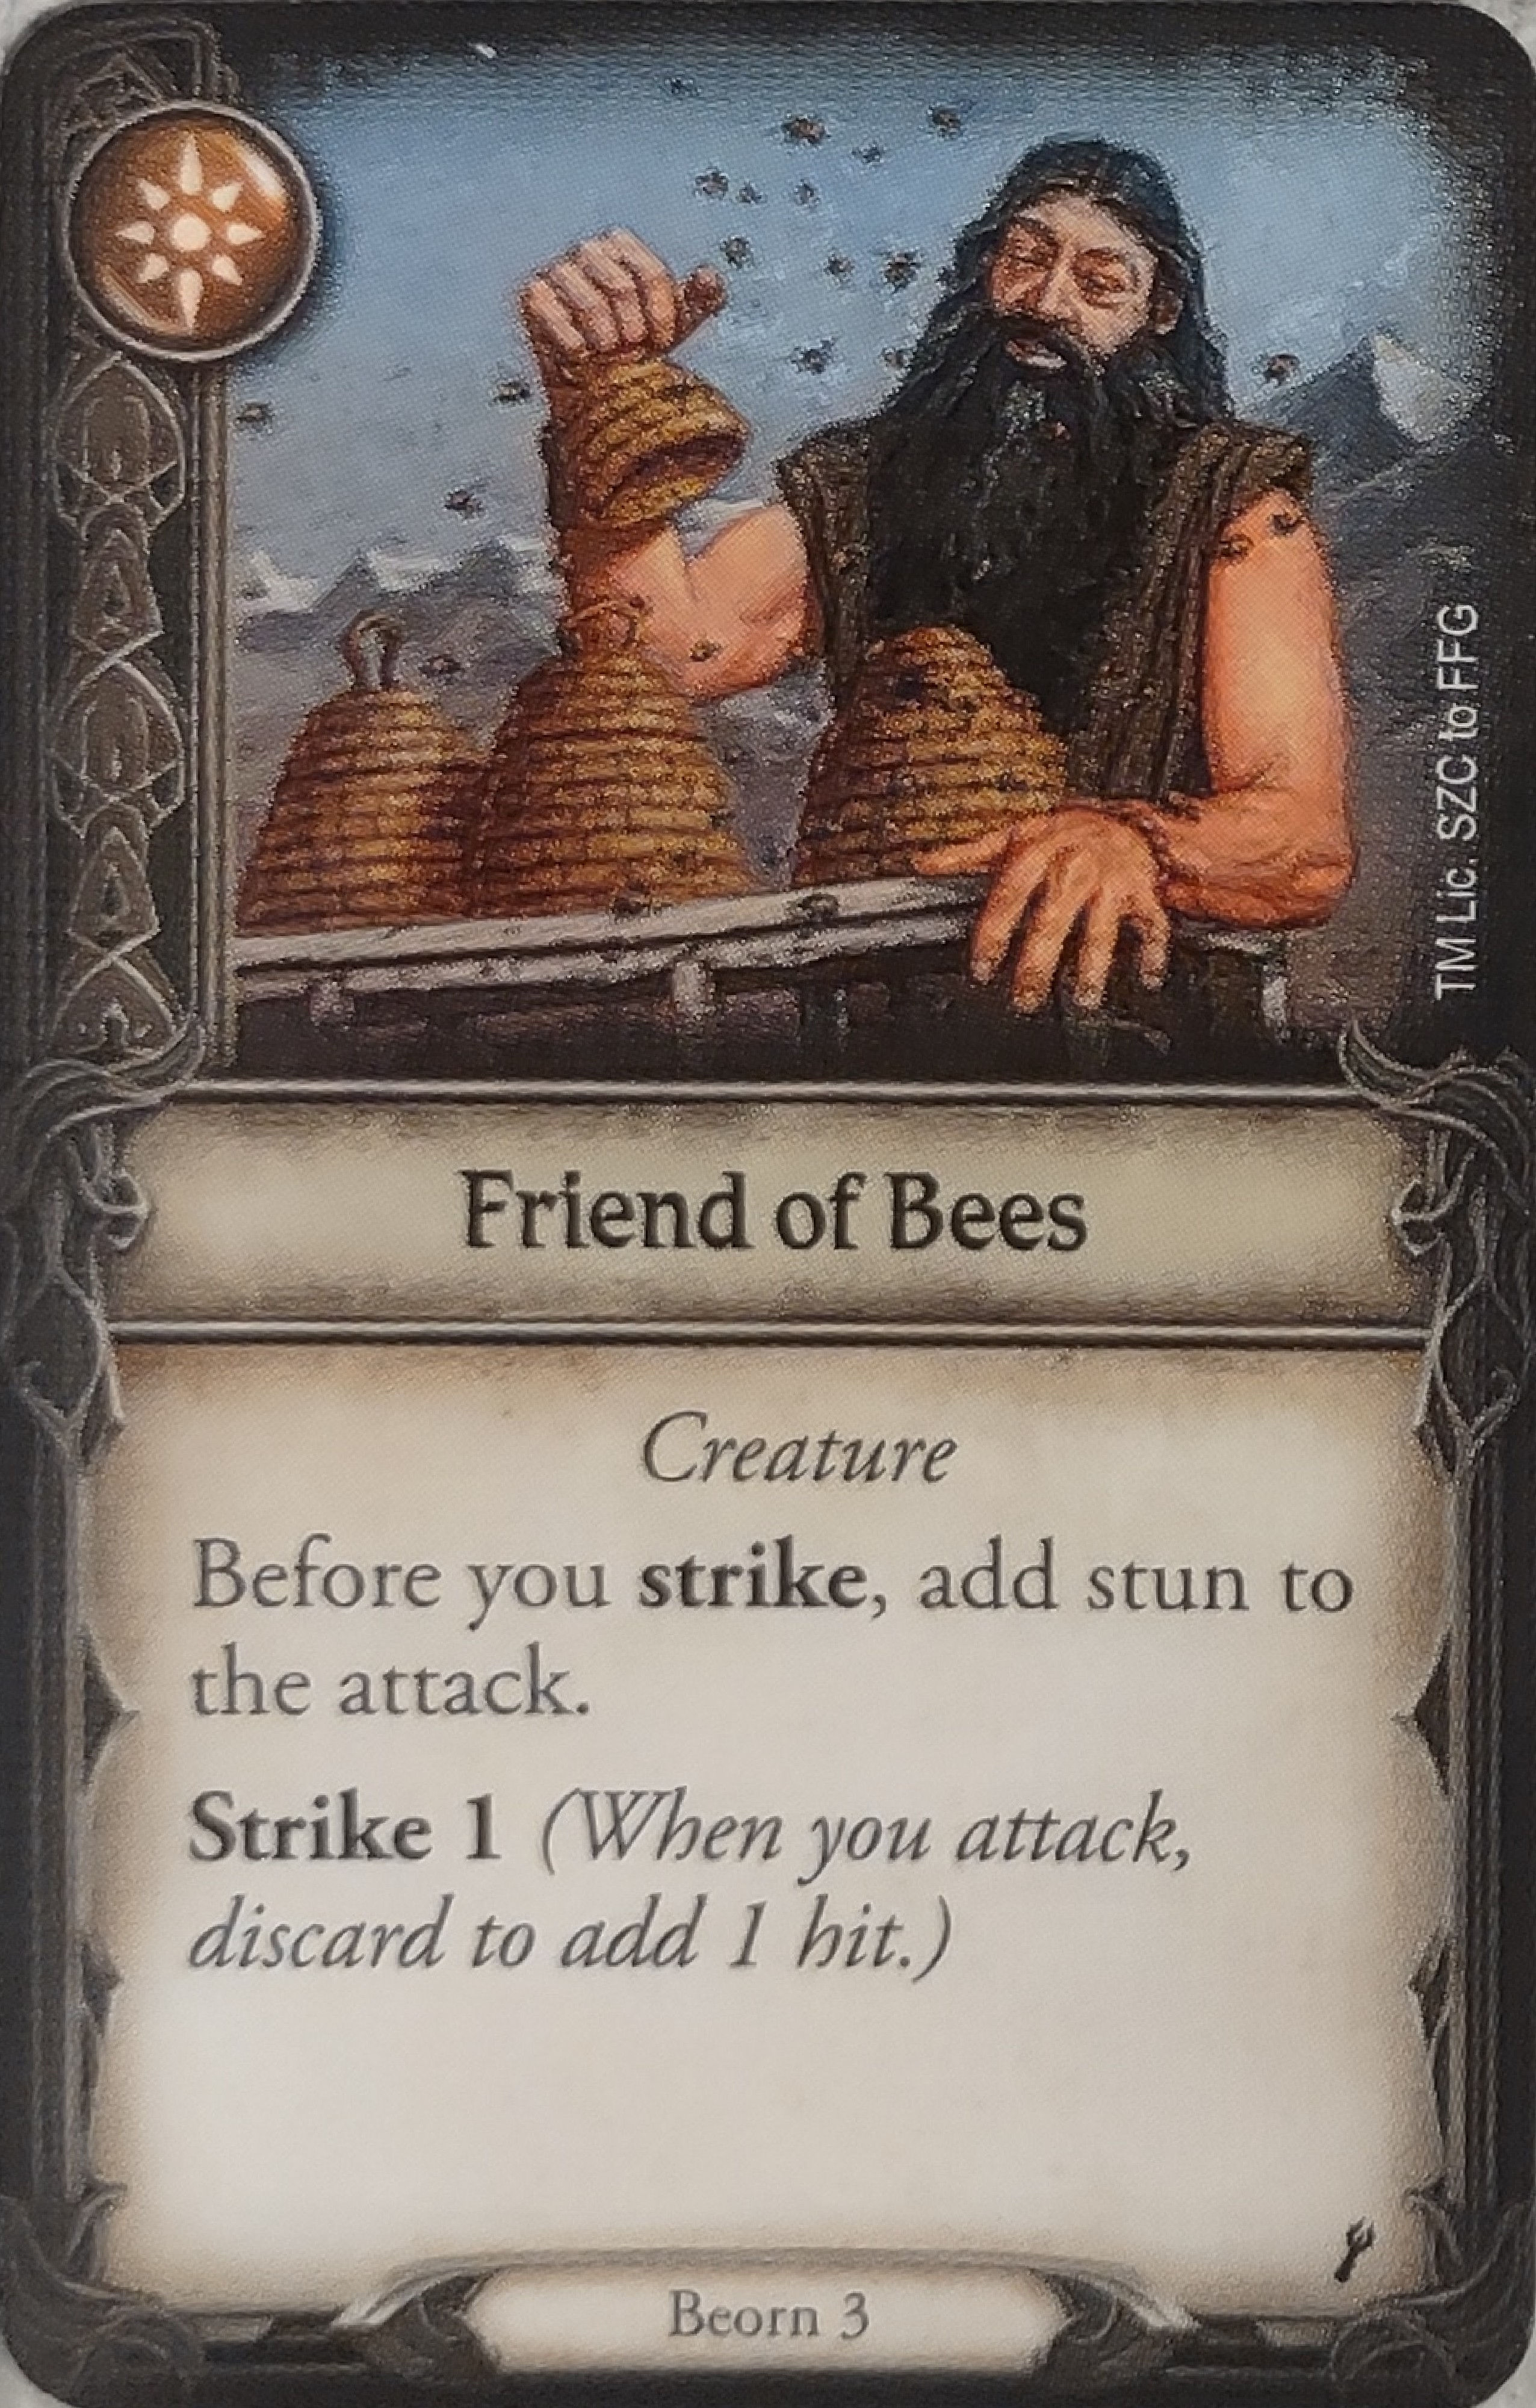 TM Lic. SZC to FFG
Friend of Bees
Creature
Before you strike, add stun to
the attack.
Strike 1 (When you attack,
discard to add 1 hit.)
Beorn 3